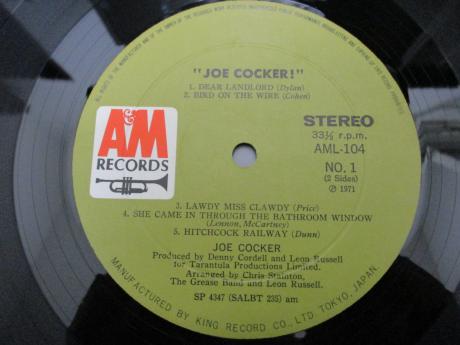 "JOE COCKER!"
1. DEAR LANDLORD (Dylan)
2. BIRD ON THE WIRE (Cohen)
A&M
RECORDS
STEREO
33⅓ r.p.m.
AML-104
NO. 1
(2 Sides)
Ⓟ 1971
3. LAWDY MISS CLAWDY (Price)
4. SHE CAME IN THROUGH THE BATHROOM WINDOW
(Lennon, McCartney)
5. HITCHCOCK RAILWAY (Dunn)
JOE COCKER
Produced by Denny Cordell and Leon Russell
for Tarantula Productions Limited.
Arranged by Chris Stainton,
The Grease Band and Leon Russell.
SP 4347 (SALBT 235) am
MANUFACTURED BY KING RECORD CO., LTD. TOKYO, JAPAN.